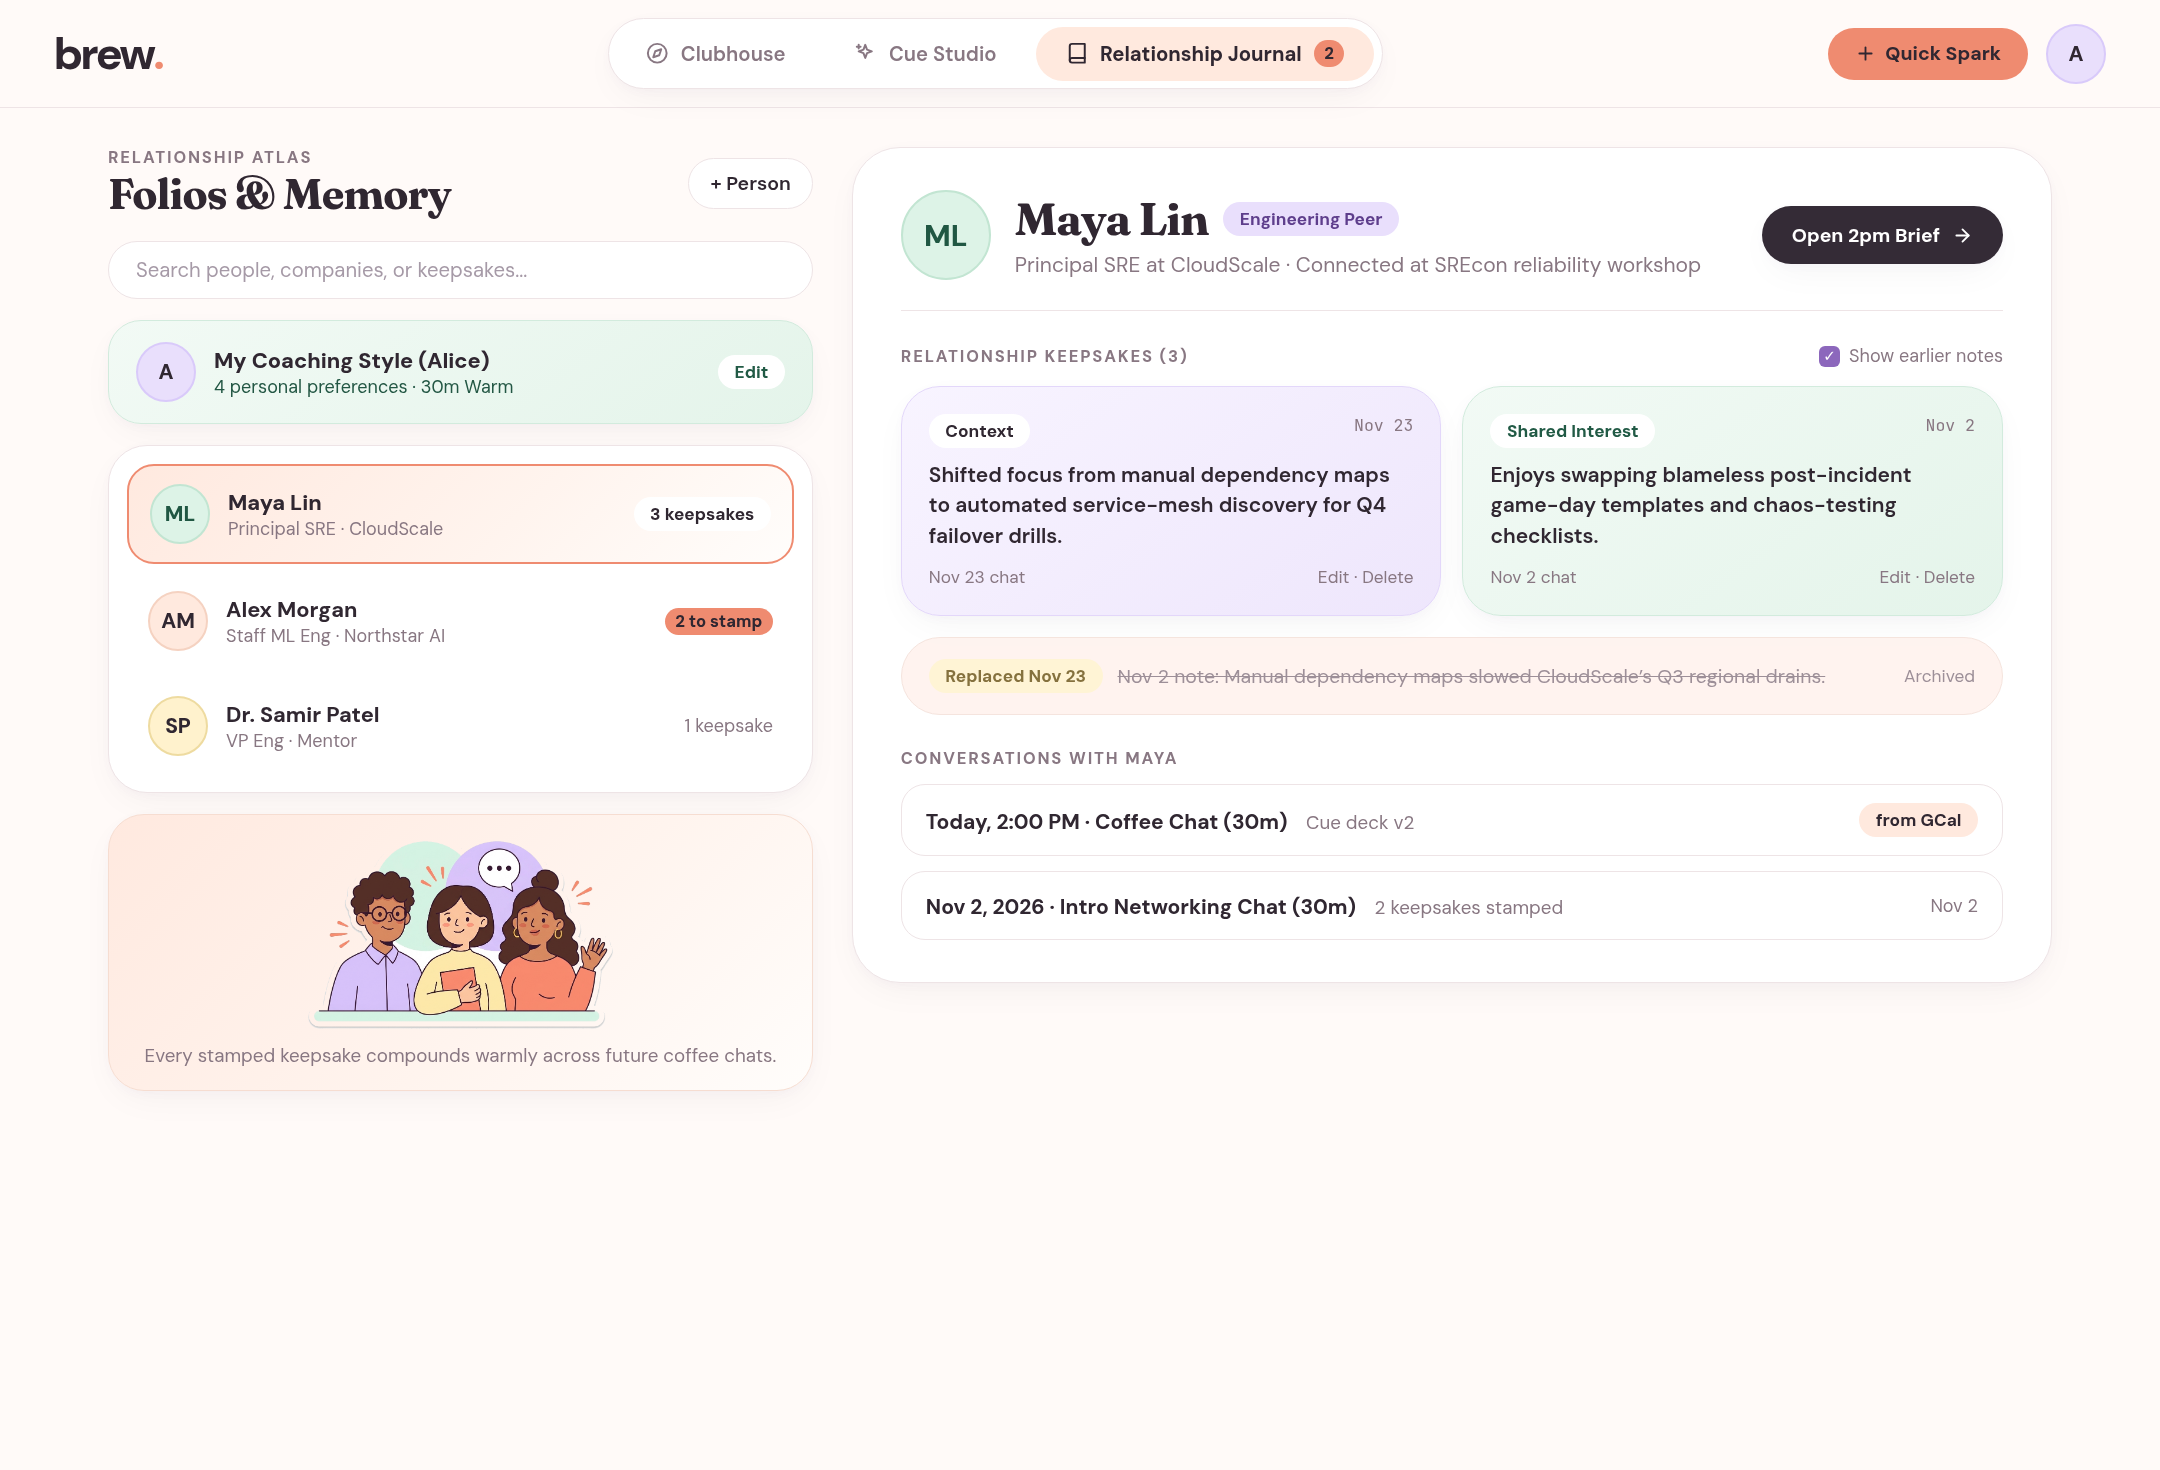 brew.
Clubhouse
Cue Studio
Relationship Journal 2
+ Quick Spark
A
RELATIONSHIP ATLAS
Folios & Memory
+ Person
Search people, companies, or keepsakes...
A
My Coaching Style (Alice)
4 personal preferences · 30m Warm
Edit
ML
Maya Lin
Principal SRE · CloudScale
3 keepsakes
AM
Alex Morgan
Staff ML Eng · Northstar AI
2 to stamp
SP
Dr. Samir Patel
VP Eng · Mentor
1 keepsake
Every stamped keepsake compounds warmly across future coffee chats.
ML
Maya Lin
Engineering Peer
Principal SRE at CloudScale · Connected at SREcon reliability workshop
Open 2pm Brief →
RELATIONSHIP KEEPSAKES (3)
✓ Show earlier notes
Context
Nov 23
Shifted focus from manual dependency maps
to automated service-mesh discovery for Q4
failover drills.
Nov 23 chat
Edit · Delete
Shared Interest
Nov 2
Enjoys swapping blameless post-incident
game-day templates and chaos-testing
checklists.
Nov 2 chat
Edit · Delete
Replaced Nov 23
Nov 2 note: Manual dependency maps slowed CloudScale's Q3 regional drains.
Archived
CONVERSATIONS WITH MAYA
Today, 2:00 PM · Coffee Chat (30m)
Cue deck v2
from GCal
Nov 2, 2026 · Intro Networking Chat (30m)
2 keepsakes stamped
Nov 2